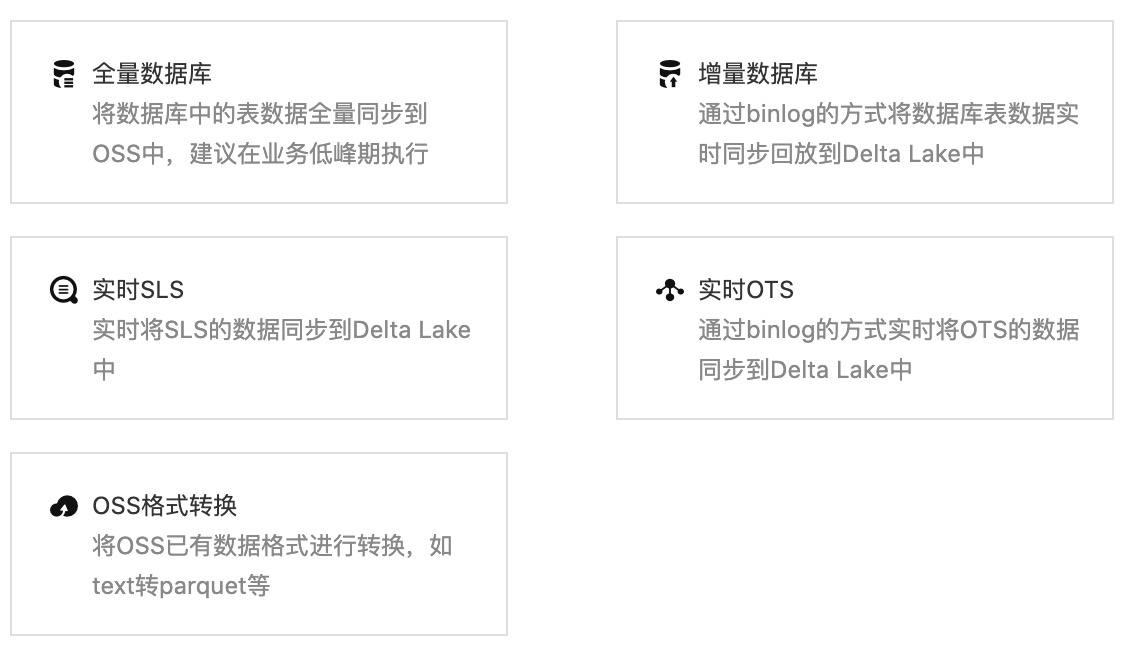 全量数据库
将数据库中的表数据全量同步到
OSS中，建议在业务低峰期执行
增量数据库
通过binlog的方式将数据库表数据实
时同步回放到Delta Lake中
实时SLS
实时将SLS的数据同步到Delta Lake
中
实时OTS
通过binlog的方式实时将OTS的数据
同步到Delta Lake中
OSS格式转换
将OSS已有数据格式进行转换，如
text转parquet等